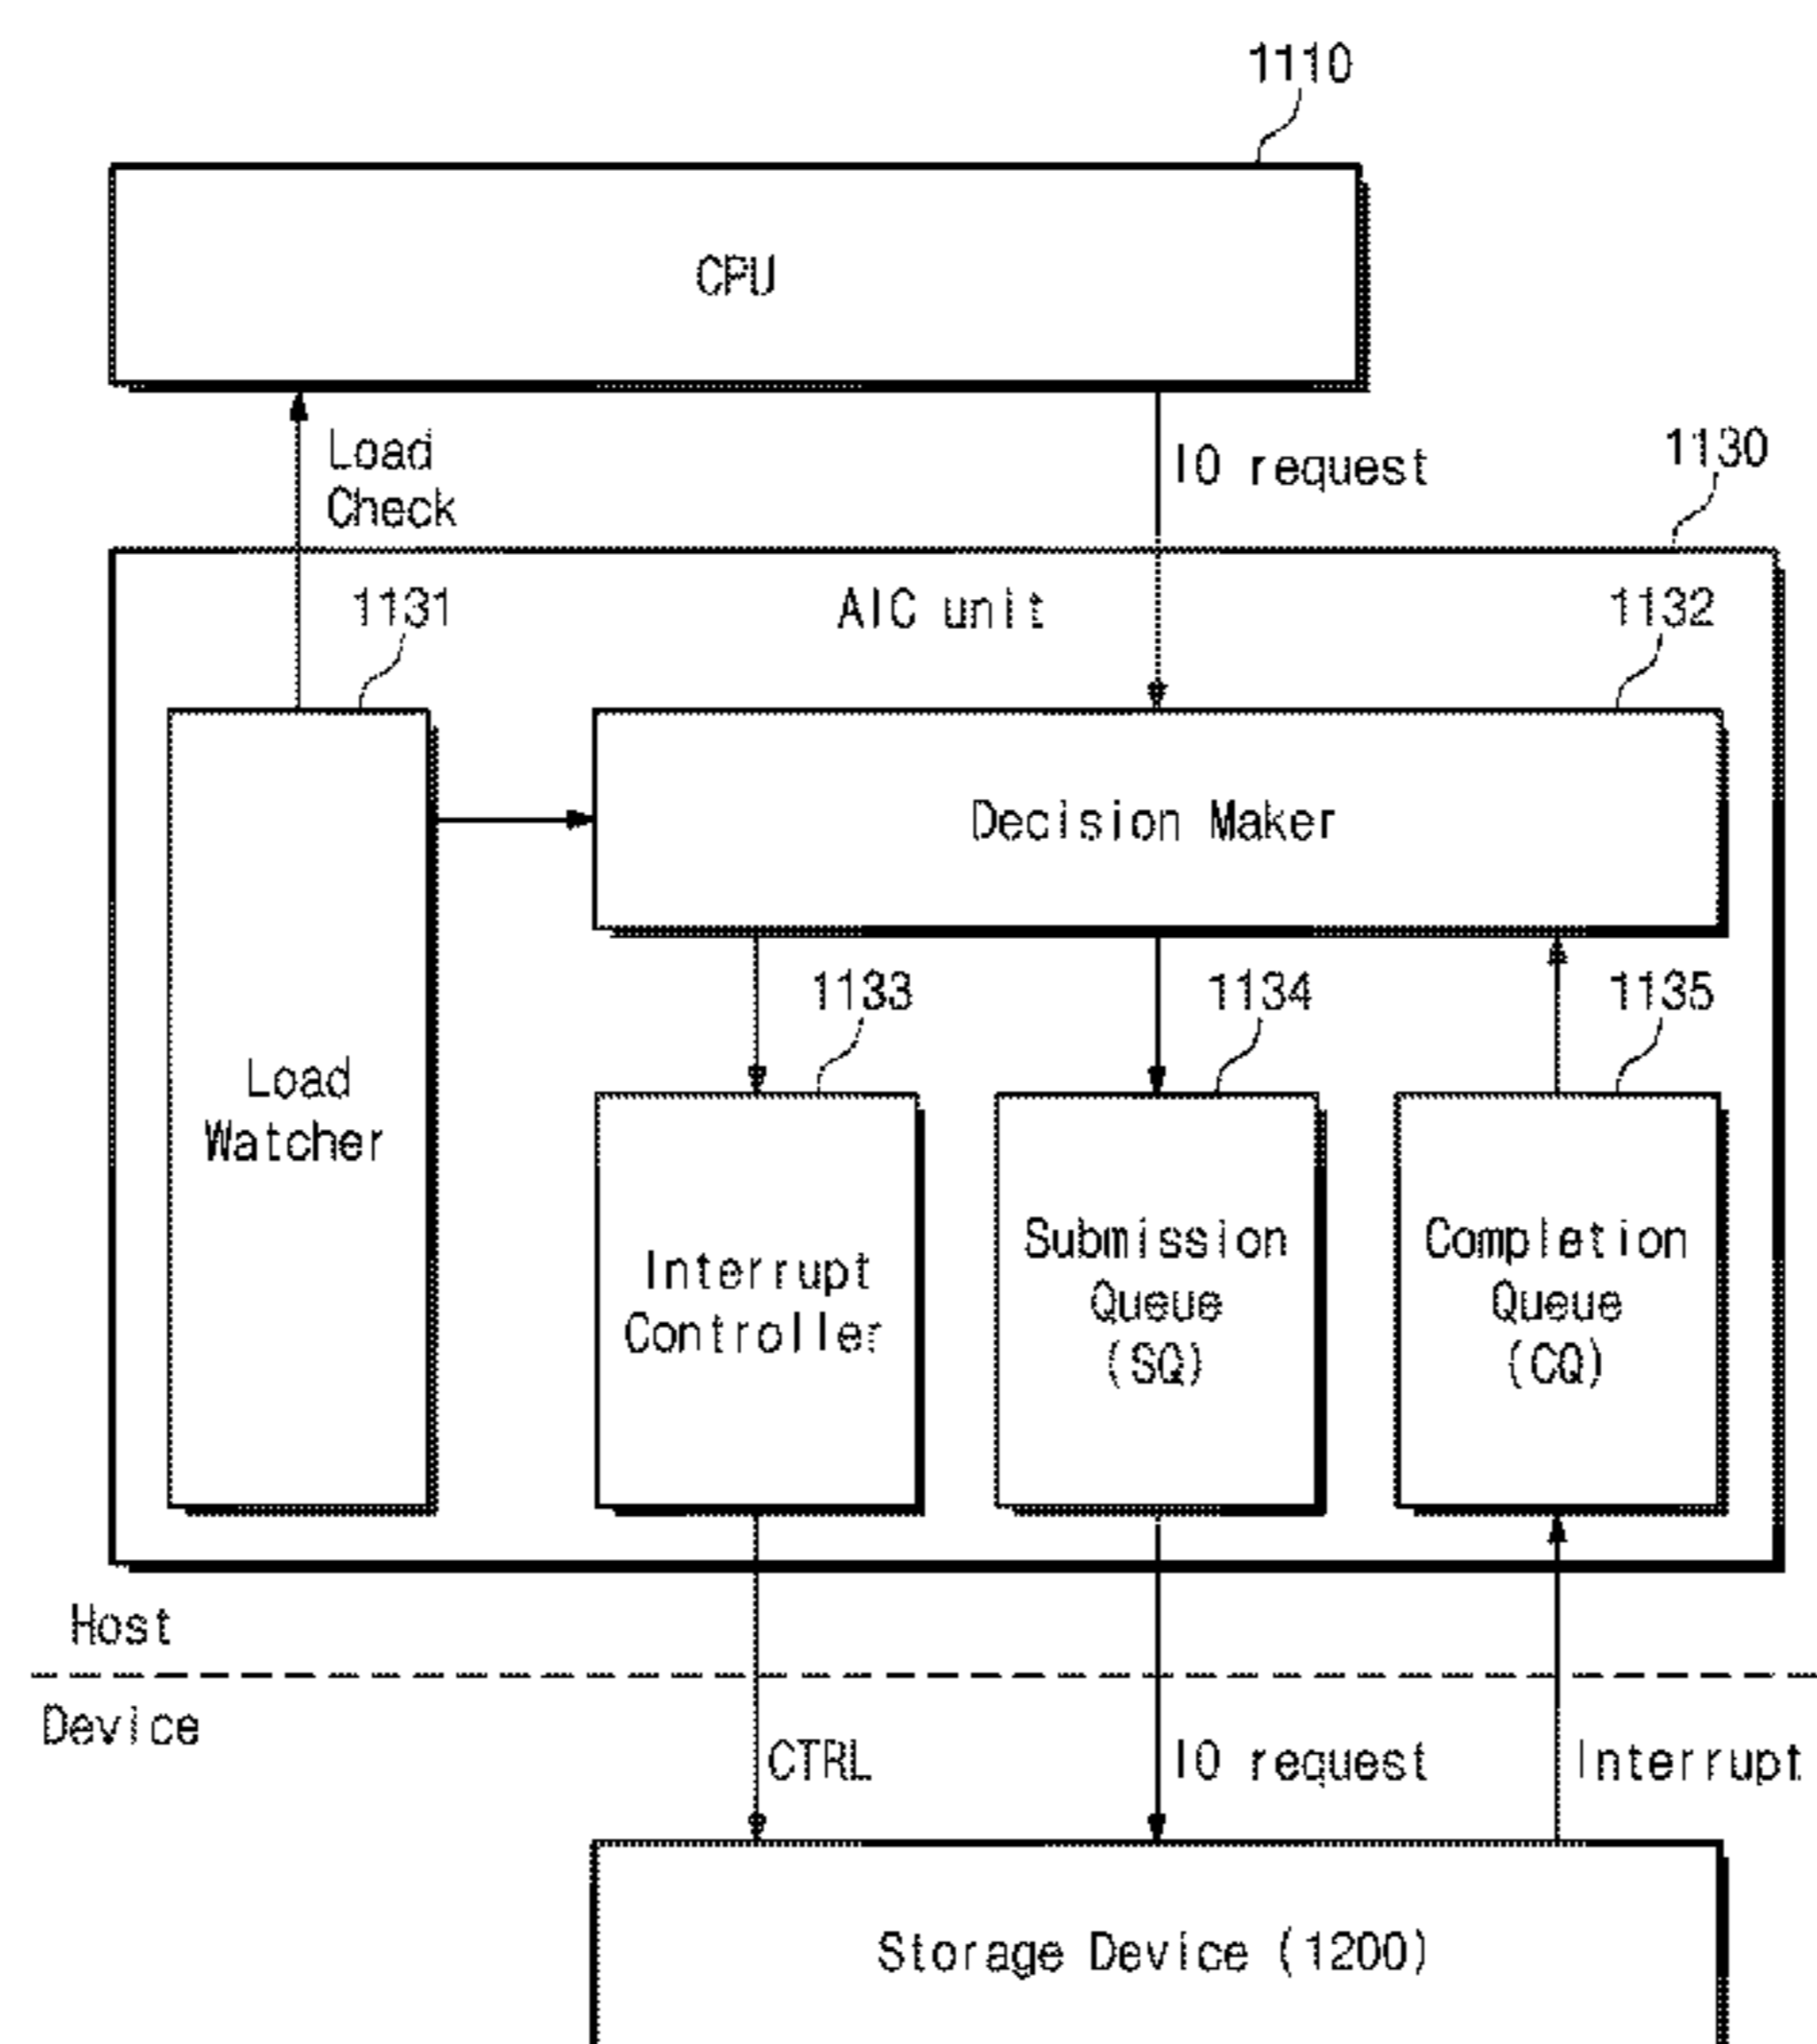 1110
CPU
Load
Check
IO request
1130
AIC unit
1131
1132
Decision Maker
1133
1134
1135
Load
Watcher
Interrupt
Controller
Submission
Queue
(SQ)
Completion
Queue
(CQ)
Host
Device
CTRL
IO request
Interrupt
Storage Device (1200)